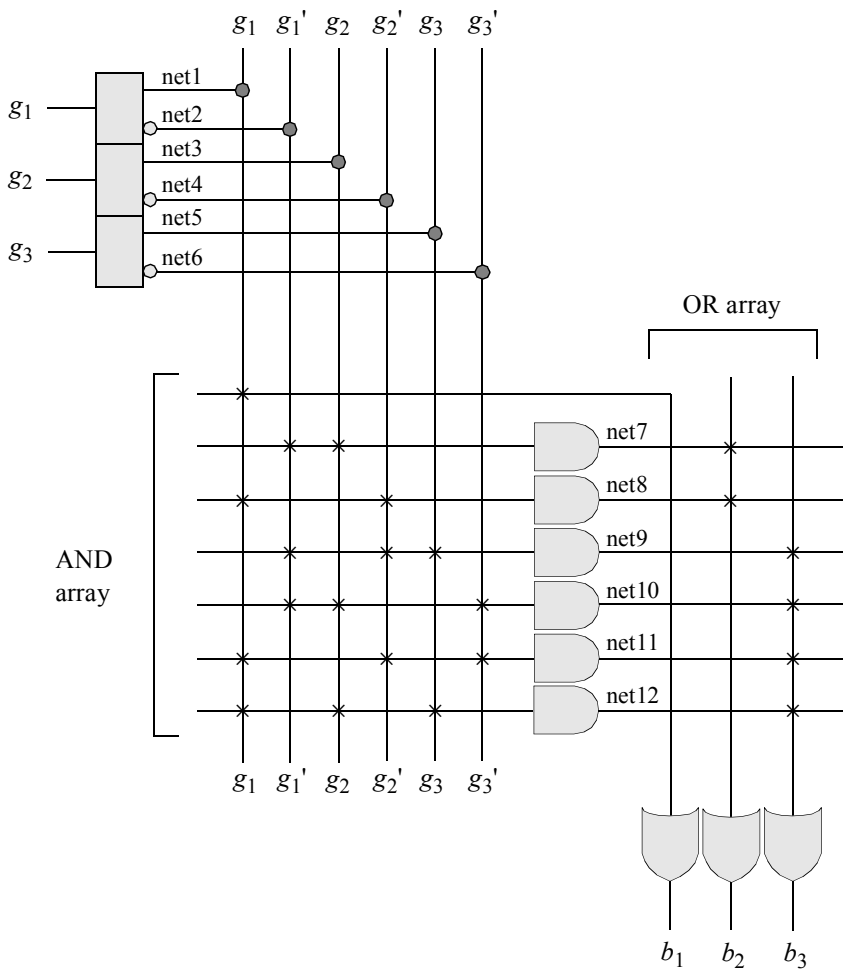 g1 g1' g2 g2' g3 g3'
net1
g1
net2
net3
g2
net4
net5
g3
net6
OR array
net7
net8
net9
AND
array
net10
net11
net12
g1 g1' g2 g2' g3 g3'
b1 b2 b3